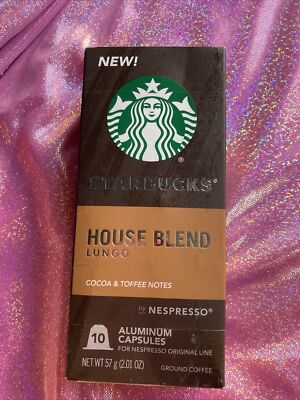 NEW!
®
STARBUCKS®
HOUSE BLEND
LUNGO
COCOA & TOFFEE NOTES
by NESPRESSO®
10 ALUMINUM
CAPSULES
FOR NESPRESSO ORIGINAL LINE
NET WT 57 g (2.01 OZ)
GROUND COFFEE